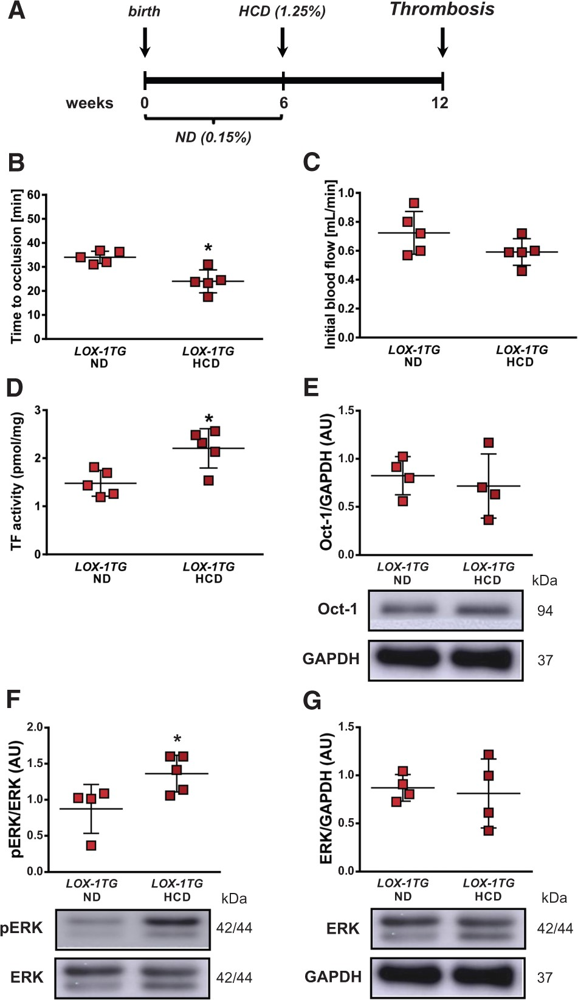 A
birth
HCD (1.25%)
Thrombosis
weeks
0
6
12
ND (0.15%)
B
Time to occlusion [min]
60
50
40
30
20
10
0
*
LOX-1TG
ND
LOX-1TG
HCD
C
Initial blood flow [mL/min]
1.0
0.8
0.6
0.4
0.2
0.0
LOX-1TG
ND
LOX-1TG
HCD
D
TF activity (pmol/mg)
3
2
1
0
*
LOX-1TG
ND
LOX-1TG
HCD
E
Oct-1/GAPDH (AU)
1.5
1.0
0.5
0.0
LOX-1TG
ND
LOX-1TG
HCD
kDa
Oct-1
94
GAPDH
37
F
pERK/ERK (AU)
2.0
1.5
1.0
0.5
0.0
*
LOX-1TG
ND
LOX-1TG
HCD
kDa
pERK
42/44
ERK
42/44
G
ERK/GAPDH (AU)
1.5
1.0
0.5
0.0
LOX-1TG
ND
LOX-1TG
HCD
kDa
ERK
42/44
GAPDH
37